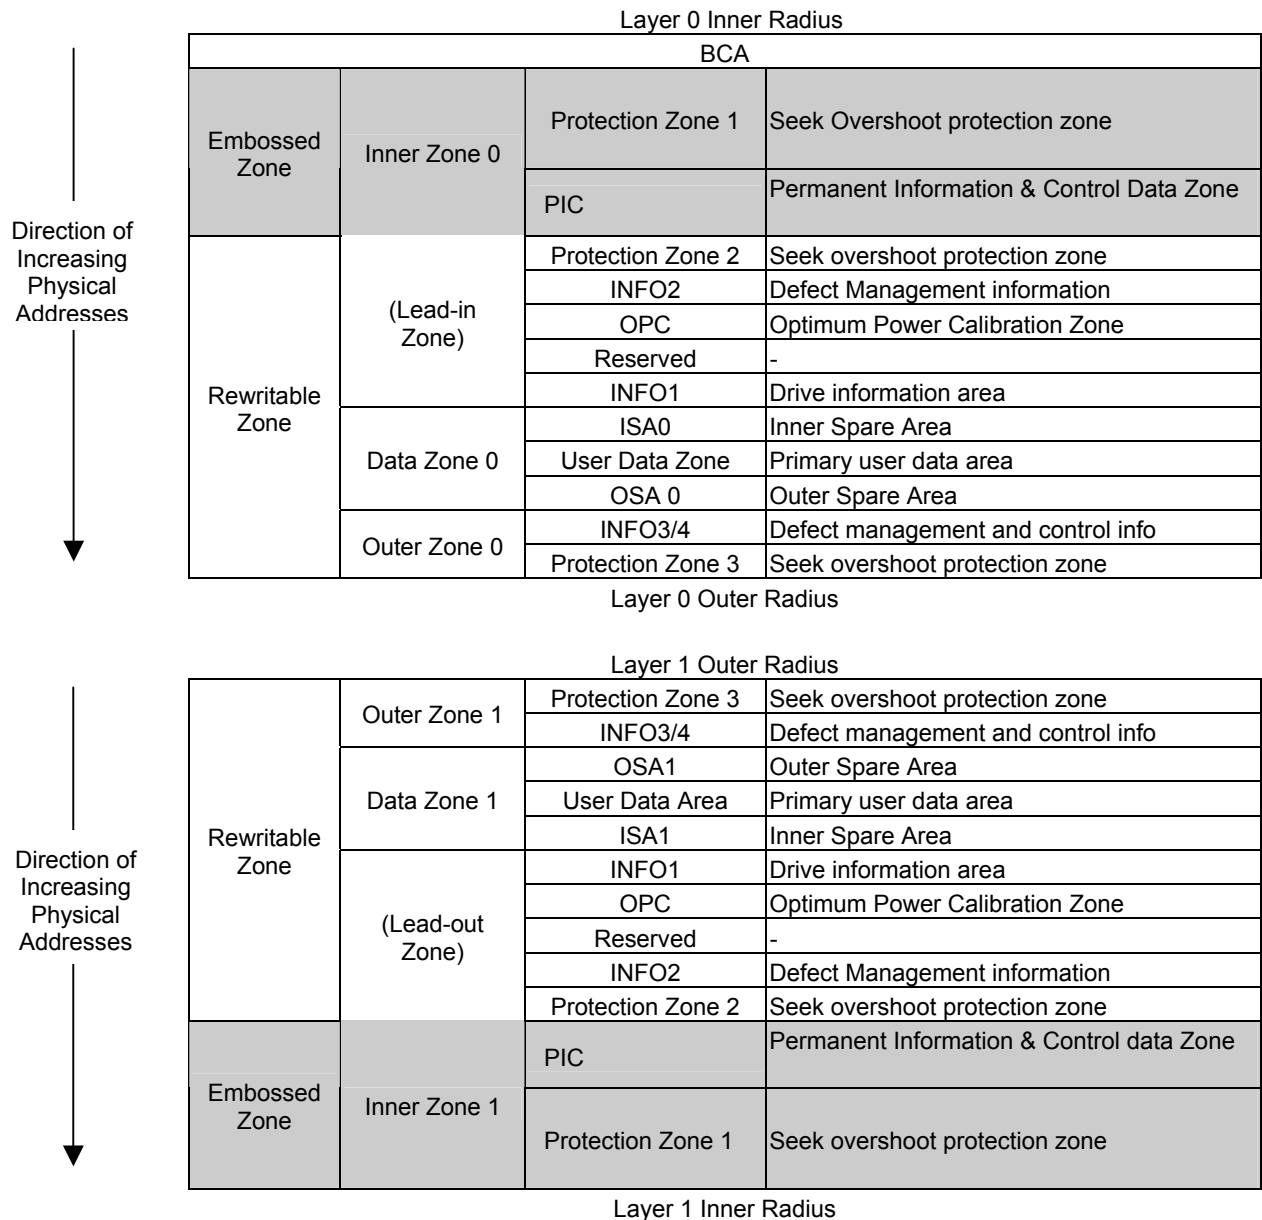 Layer 0 Inner Radius
BCA
Embossed
Zone
Inner Zone 0
Protection Zone 1
Seek Overshoot protection zone
PIC
Permanent Information & Control Data Zone
Direction of
Increasing
Physical
Addresses
Rewritable
Zone
(Lead-in
Zone)
Protection Zone 2
Seek overshoot protection zone
INFO2
Defect Management information
OPC
Optimum Power Calibration Zone
Reserved
-
INFO1
Drive information area
Data Zone 0
ISA0
Inner Spare Area
User Data Zone
Primary user data area
OSA 0
Outer Spare Area
Outer Zone 0
INFO3/4
Defect management and control info
Protection Zone 3
Seek overshoot protection zone
Layer 0 Outer Radius
Layer 1 Outer Radius
Direction of
Increasing
Physical
Addresses
Rewritable
Zone
Outer Zone 1
Protection Zone 3
Seek overshoot protection zone
INFO3/4
Defect management and control info
Data Zone 1
OSA1
Outer Spare Area
User Data Area
Primary user data area
ISA1
Inner Spare Area
(Lead-out
Zone)
INFO1
Drive information area
OPC
Optimum Power Calibration Zone
Reserved
-
INFO2
Defect Management information
Protection Zone 2
Seek overshoot protection zone
Embossed
Zone
Inner Zone 1
PIC
Permanent Information & Control data Zone
Protection Zone 1
Seek overshoot protection zone
Layer 1 Inner Radius